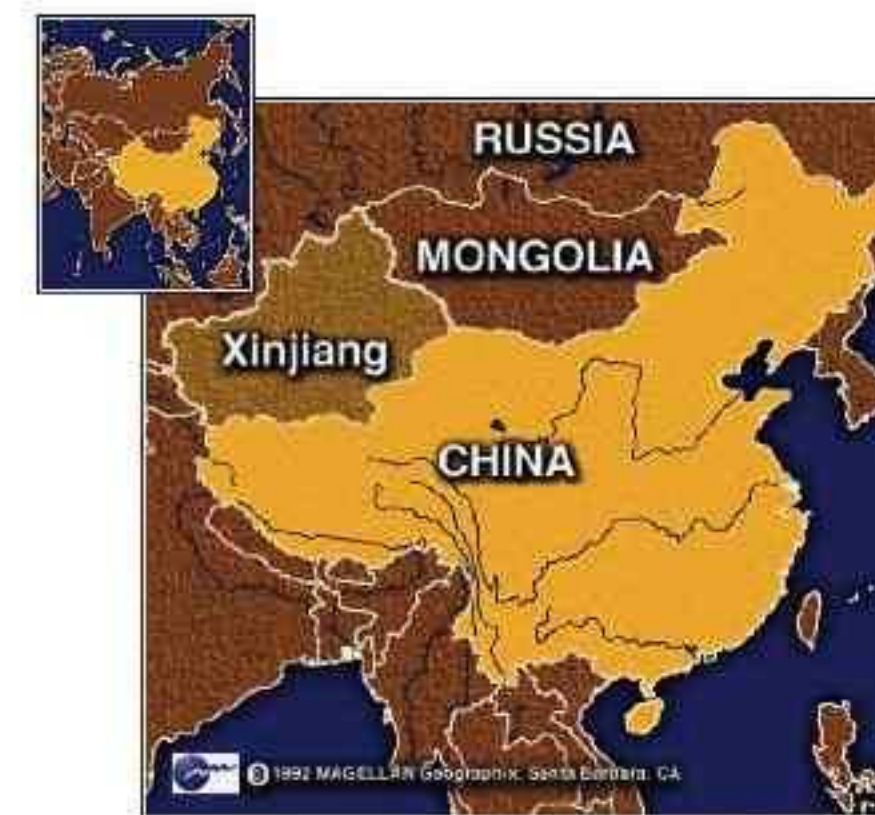 RUSSIA
MONGOLIA
Xinjiang
CHINA
1992 MAGELLAN Geographix, Santa Barbara, CA